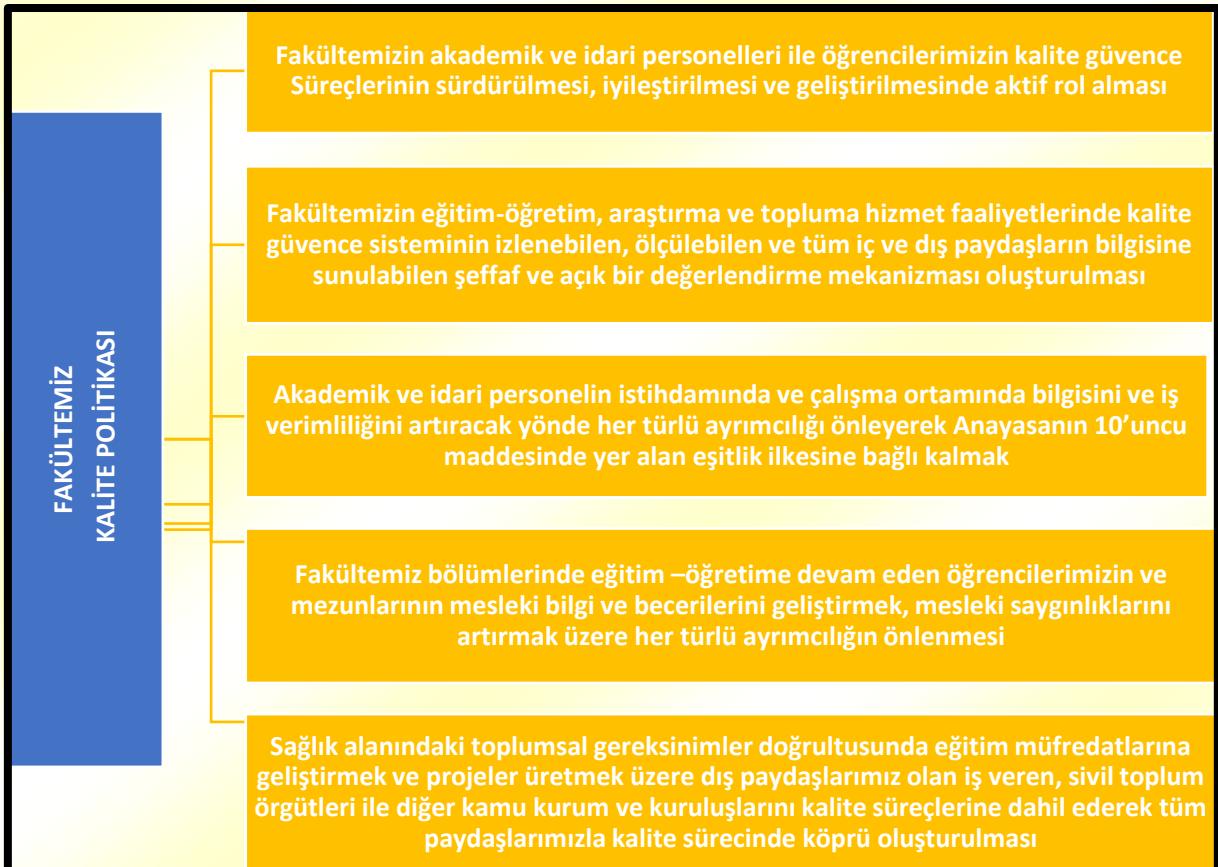 FAKÜLTEMİZ
KALİTE POLİTİKASI
Fakültemizin akademik ve idari personelleri ile öğrencilerimizin kalite güvence
Süreçlerinin sürdürülmesi, iyileştirilmesi ve geliştirilmesinde aktif rol alması
Fakültemizin eğitim-öğretim, araştırma ve topluma hizmet faaliyetlerinde kalite
güvence sisteminin izlenebilen, ölçülebilen ve tüm iç ve dış paydaşların bilgisine
sunulabilen şeffaf ve açık bir değerlendirme mekanizması oluşturulması
Akademik ve idari personelin istihdamında ve çalışma ortamında bilgisini ve iş
verimliliğini artıracak yönde her türlü ayrımcılığı önleyerek Anayasanın 10’uncu
maddesinde yer alan eşitlik ilkesine bağlı kalmak
Fakültemiz bölümlerinde eğitim –öğretime devam eden öğrencilerimizin ve
mezunlarının mesleki bilgi ve becerilerini geliştirmek, mesleki saygınlıklarını
artırmak üzere her türlü ayrımcılığın önlenmesi
Sağlık alanındaki toplumsal gereksinimler doğrultusunda eğitim müfredatlarına
geliştirmek ve projeler üretmek üzere dış paydaşlarımız olan iş veren, sivil toplum
örgütleri ile diğer kamu kurum ve kuruluşlarını kalite süreçlerine dahil ederek tüm
paydaşlarımızla kalite sürecinde köprü oluşturulması